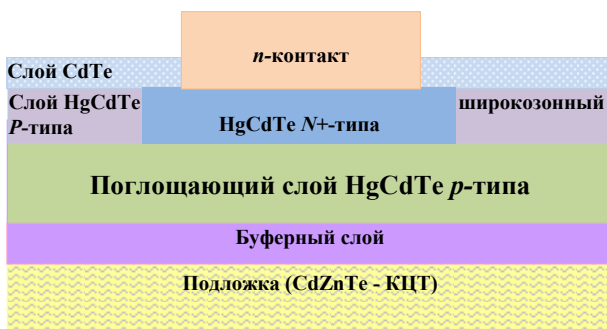 n-контакт
Слой CdTe
Слой HgCdTe широкозонный
P-типа
HgCdTe N+-типа
Поглощающий слой HgCdTe p-типа
Буферный слой
Подложка (CdZnTe - КЦТ)